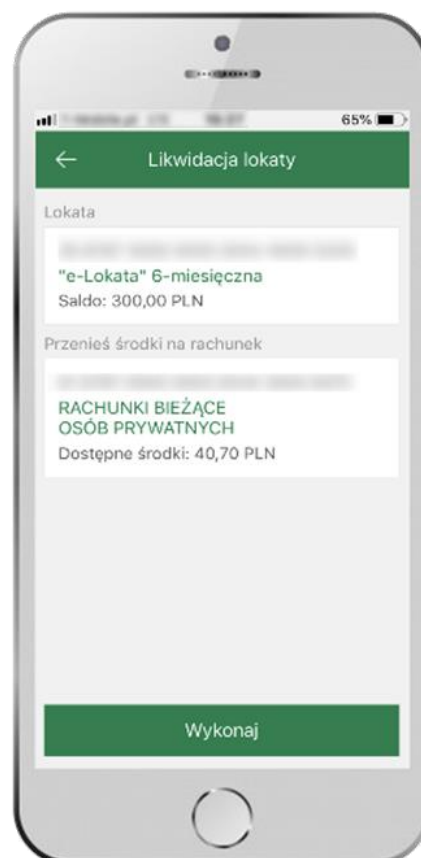 65%
Likwidacja lokaty
Lokata
"e-Lokata" 6-miesięczna
Saldo: 300,00 PLN
Przenieś środki na rachunek
RACHUNKI BIEŻĄCE
OSÓB PRYWATNYCH
Dostępne środki: 40,70 PLN
Wykonaj